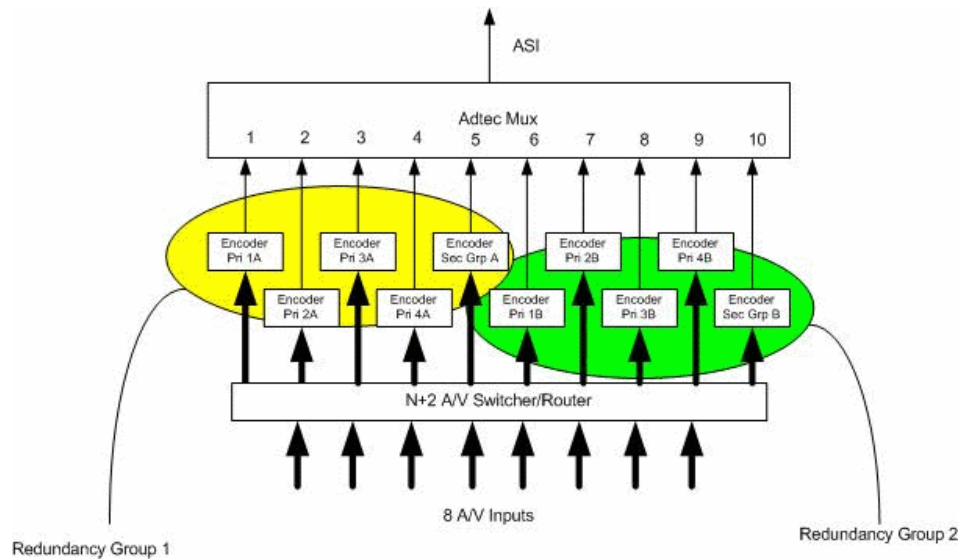 ASI
Adtec Mux
1 2 3 4 5 6 7 8 9 10
Encoder
Pri 1A
Encoder
Pri 3A
Encoder
Sec Grp A
Encoder
Pri 2B
Encoder
Pri 4B
Encoder
Pri 2A
Encoder
Pri 4A
Encoder
Pri 1B
Encoder
Pri 3B
Encoder
Sec Grp B
N+2 A/V Switcher/Router
8 A/V Inputs
Redundancy Group 1
Redundancy Group 2